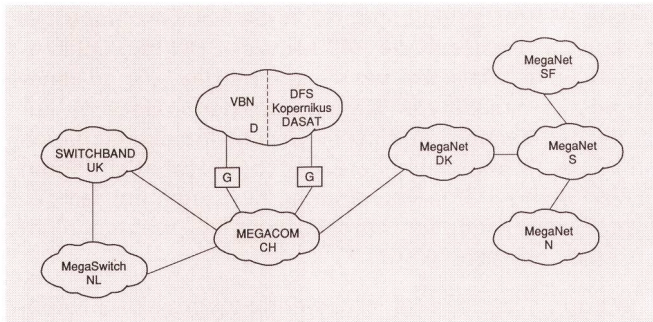 MegaNet
SF
VBN
D
DFS
Kopernikus
DASAT
SWITCHBAND
UK
MegaNet
DK
MegaNet
S
G
G
MEGACOM
CH
MegaNet
N
MegaSwitch
NL